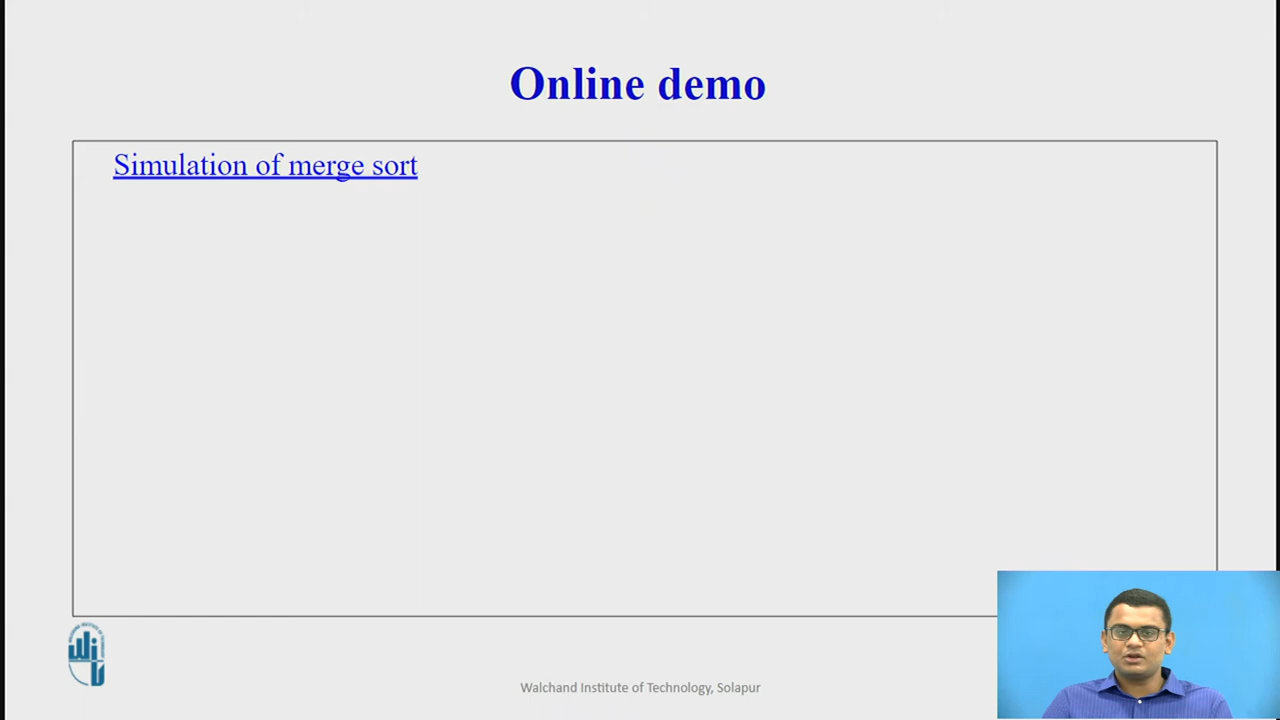 Online demo
Simulation of merge sort
Walchand Institute of Technology, Solapur